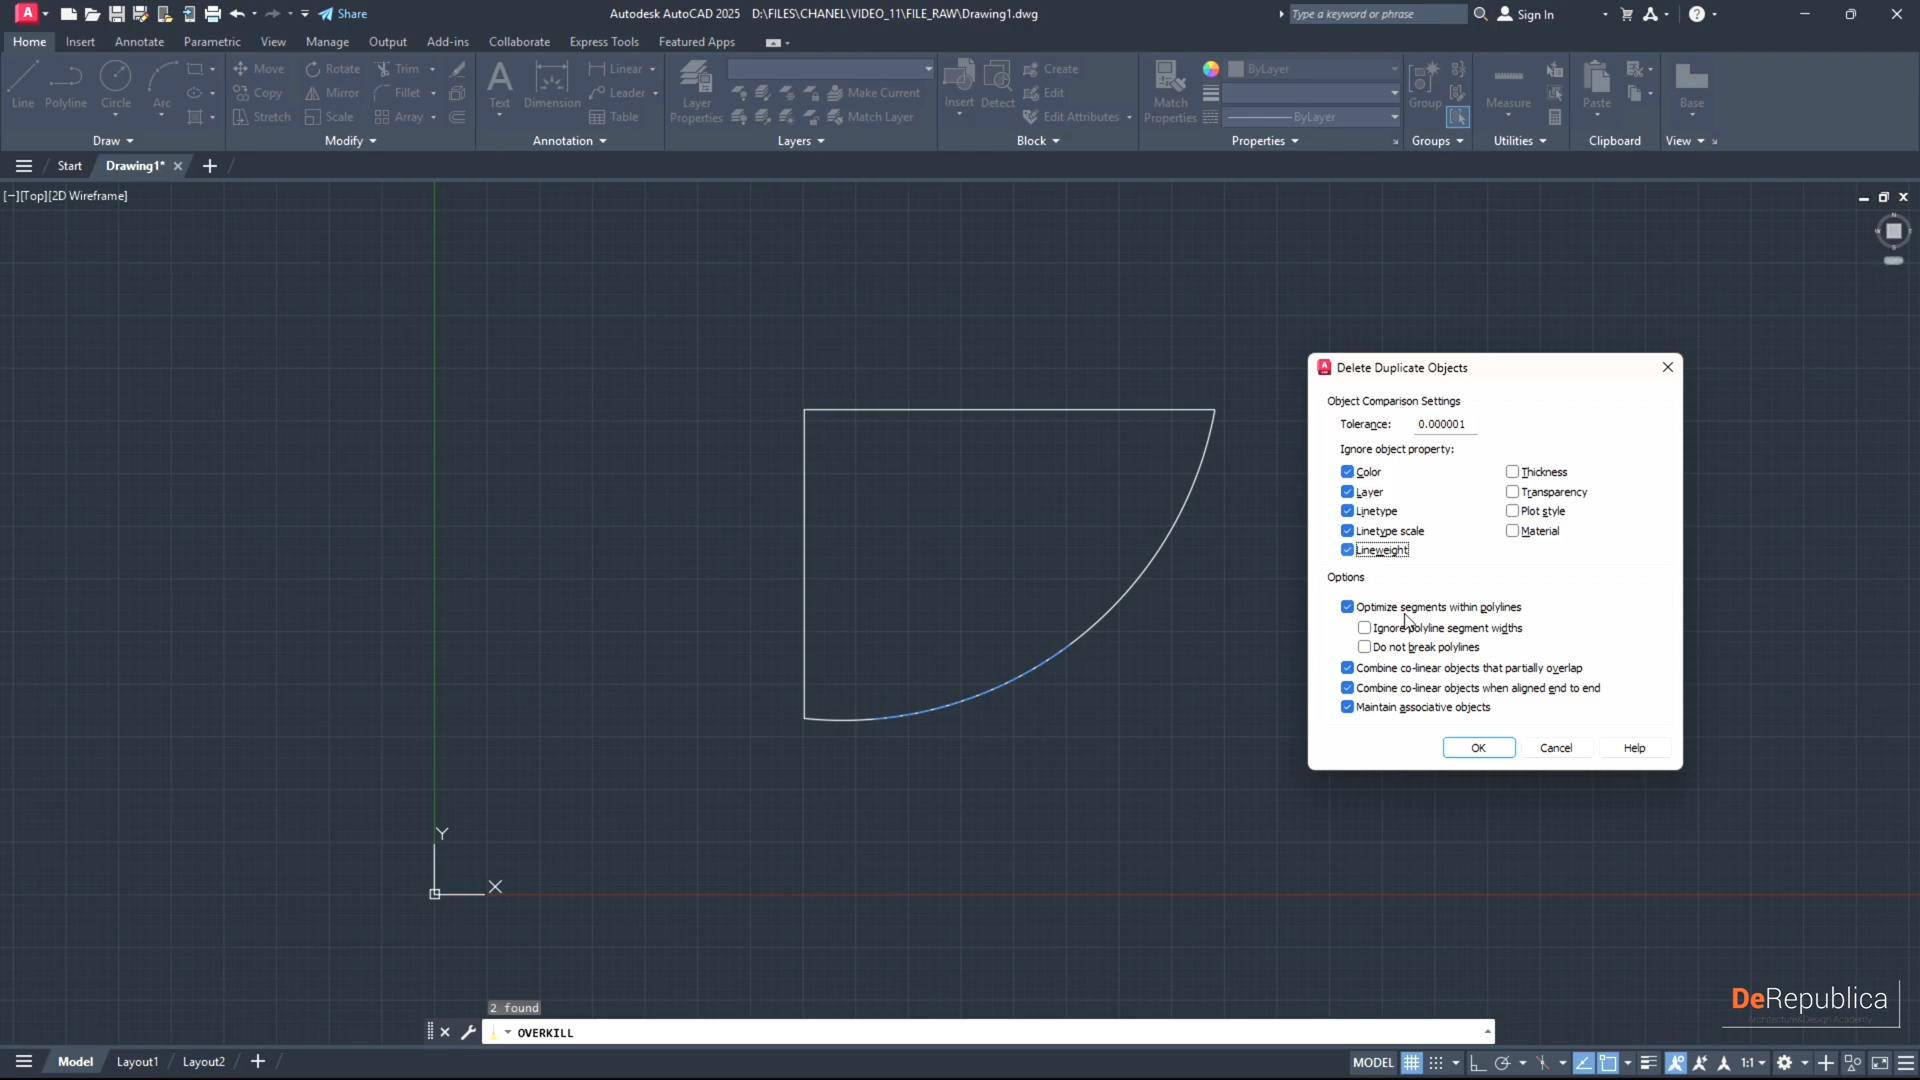 Share
Autodesk AutoCAD 2025 D:\FILES\CHANEL\VIDEO_11\FILE_RAW\Drawing1.dwg
Type a keyword or phrase
Sign In
Home Insert Annotate Parametric View Manage Output Add-ins Collaborate Express Tools Featured Apps
Line Polyline Circle Arc
Move Rotate Trim
Copy Mirror Fillet
Stretch Scale Array
Text Dimension
Linear
Leader
Table
Layer Properties
Make Current
Match Layer
Insert Detect
Create
Edit
Edit Attributes
Match Properties
ByLayer
ByLayer
Group
Measure
Paste
Base
Draw Modify Annotation Layers Block Properties Groups Utilities Clipboard View
Start Drawing1*
[−][Top][2D Wireframe]
Delete Duplicate Objects
Object Comparison Settings
Tolerance: 0.000001
Ignore object property:
Color Thickness
Layer Transparency
Linetype Plot style
Linetype scale Material
Lineweight
Options
Optimize segments within polylines
Ignore polyline segment widths
Do not break polylines
Combine co-linear objects that partially overlap
Combine co-linear objects when aligned end to end
Maintain associative objects
OK Cancel Help
Y
X
DeRepublica
2 found
OVERKILL
Model Layout1 Layout2
MODEL 1:1